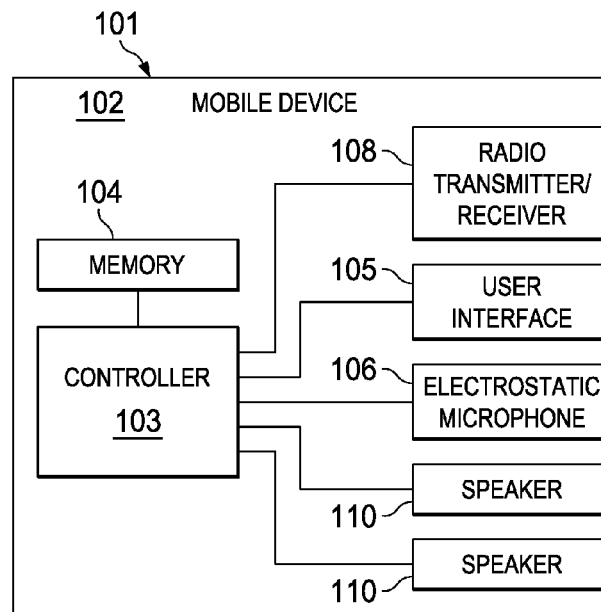 101
102
MOBILE DEVICE
108
RADIO
TRANSMITTER/
RECEIVER
104
MEMORY
105
USER
INTERFACE
CONTROLLER
103
106
ELECTROSTATIC
MICROPHONE
SPEAKER
110
SPEAKER
110